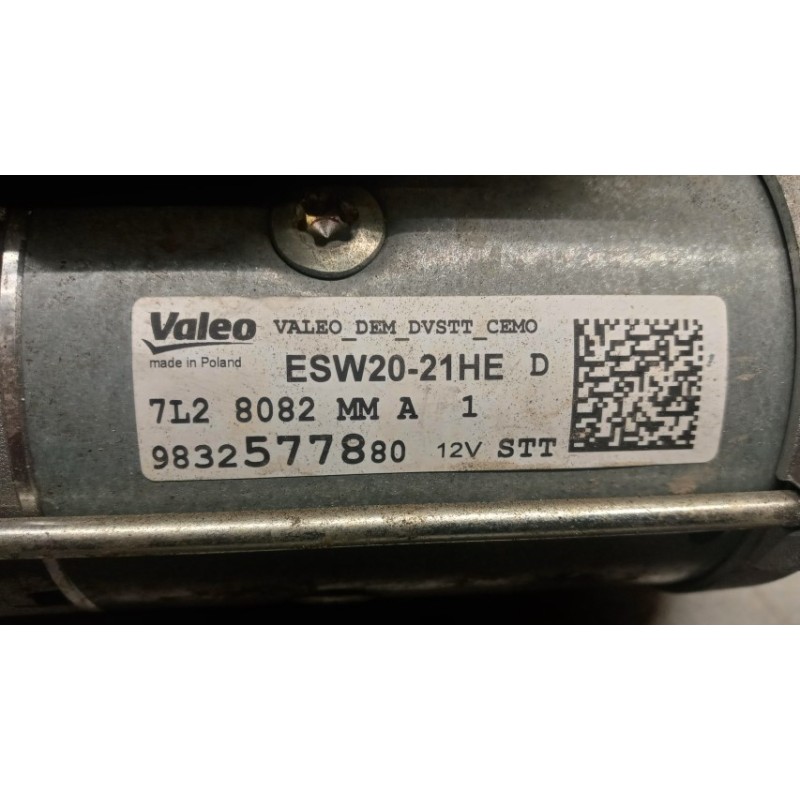 Valeo VALEO_DEM_DVSTT_CEMO
made in Poland ESW20-21HE D
7L2 8082 MM A 1
9832577880 12V STT